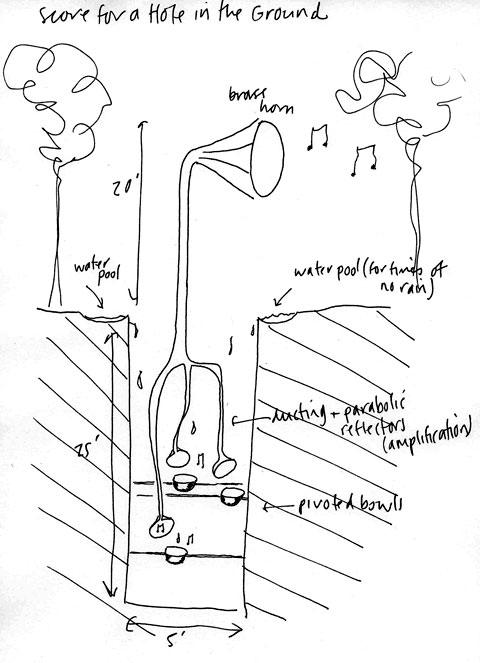 Score for a Hole in the Ground
brass
horn
20'
water
pool
water pool (for times of
no rain)
ducting + parabolic
reflectors
(amplification)
25'
pivoted bowls
5'